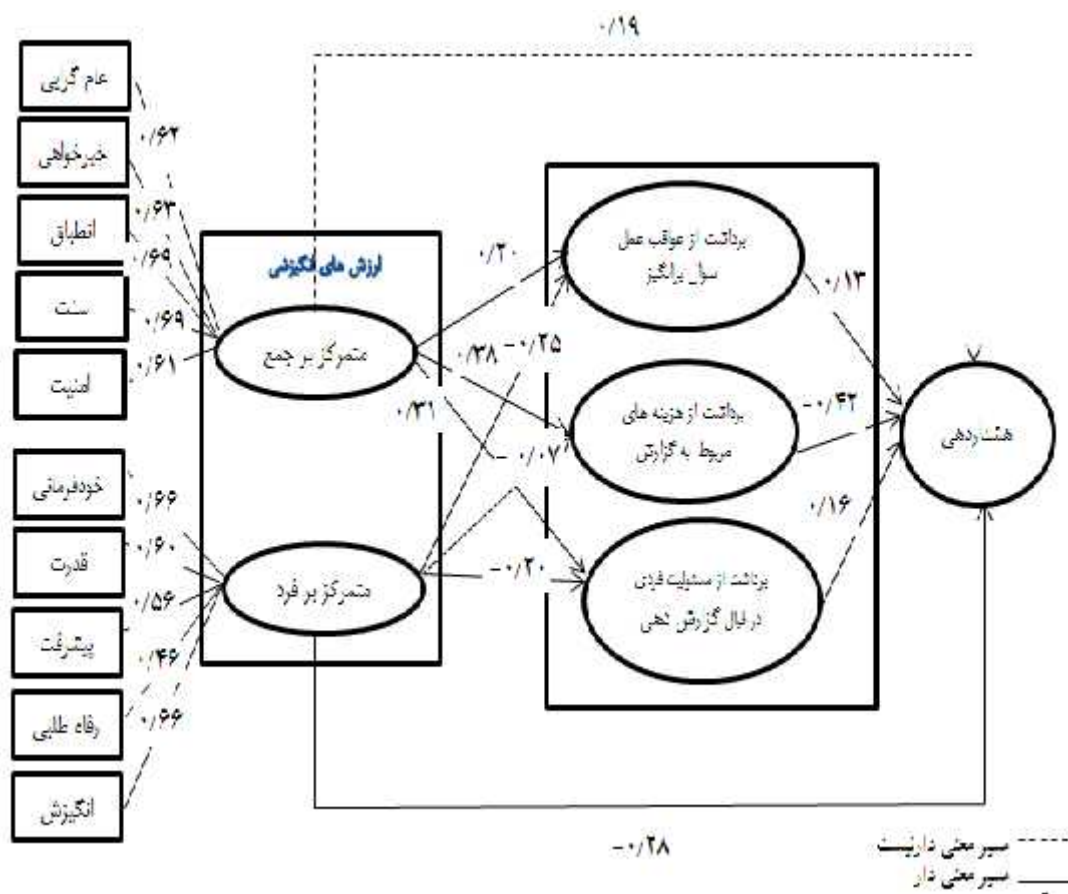 ۰/۱۹
عام گرایی
۰/۶۲
خیرخواهی
۰/۶۳
انطباق
۰/۶۹
سنت
۰/۶۹
امنیت
۰/۶۱
ارزش های انگیزشی
متمرکز بر جمع
خودفرمانی
۰/۶۶
قدرت
۰/۶۰
پیشرفت
۰/۵۶
رفاه طلبی
۰/۴۶
انگیزش
۰/۶۶
متمرکز بر فرد
۰/۲۰
۰/۳۸
-۰/۲۵
۰/۳۱
-۰/۰۷
-۰/۲۰
برداشت از عواقب عمل
سوال برانگیز
برداشت از هزینه های
مربوط به گزارش
برداشت از مسئولیت فردی
در قبال گزارش دهی
۰/۱۳
-۰/۴۲
۰/۱۶
هشداردهی
-۰/۲۸
مسیر معنی دارنیست
مسیر معنی دار